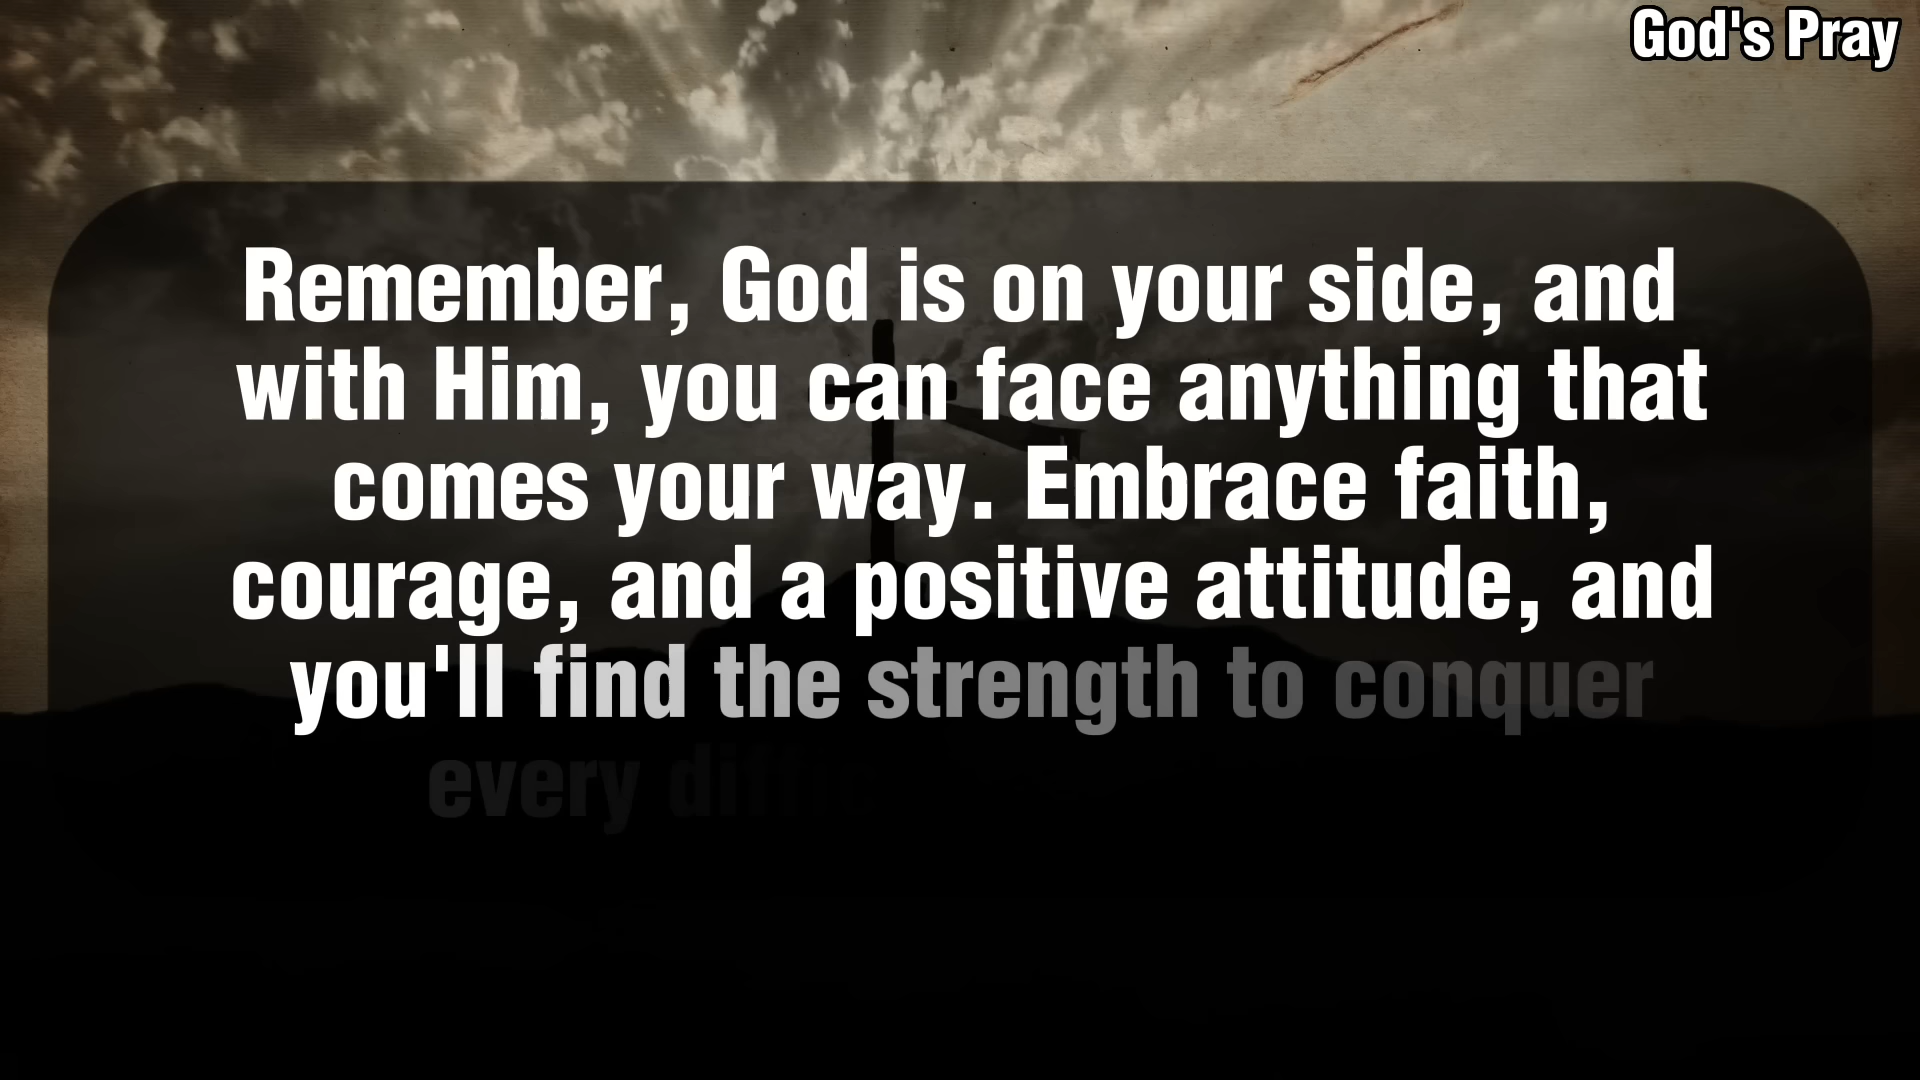 God's Pray
Remember, God is on your side, and
with Him, you can face anything that
comes your way. Embrace faith,
courage, and a positive attitude, and
you'll find the strength to conquer
every